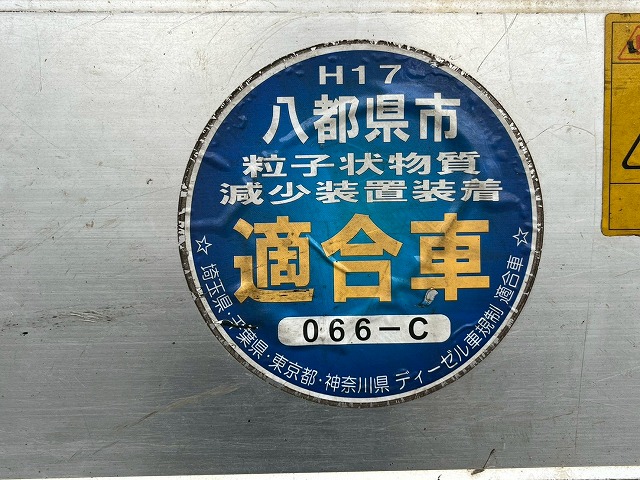 H17
八都県市
粒子状物質
減少装置装着
適合車
066-C
☆埼玉県・千葉県・東京都・神奈川県 ディーゼル車規制 適合車☆